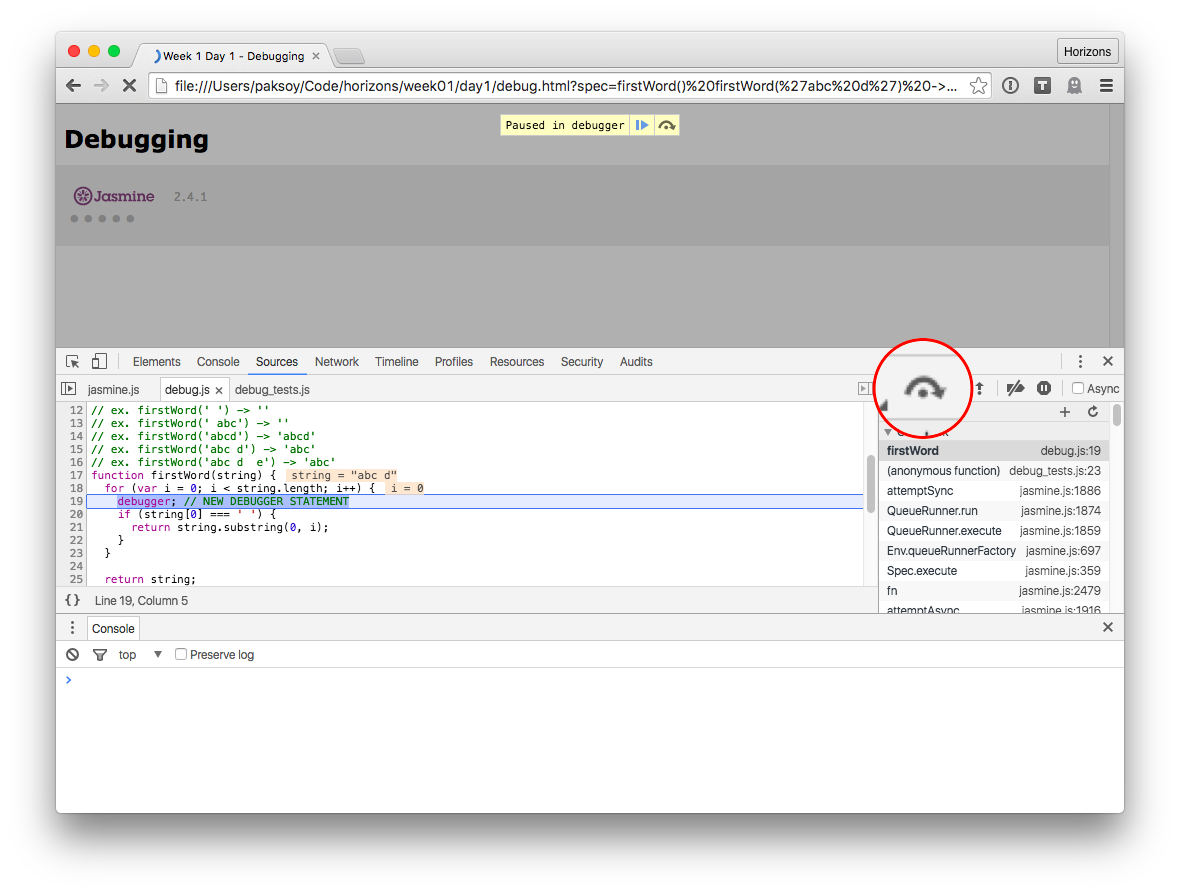 Week 1 Day 1 - Debugging ×
Horizons
file:///Users/paksoy/Code/horizons/week01/day1/debug.html?spec=firstWord()%20firstWord(%27abc%20d%27)%20->...
Paused in debugger
Debugging
Jasmine 2.4.1
Elements Console Sources Network Timeline Profiles Resources Security Audits
jasmine.js debug.js × debug_tests.js
Async
12 // ex. firstWord(' ') -> ''
13 // ex. firstWord(' abc') -> ''
14 // ex. firstWord('abcd') -> 'abcd'
15 // ex. firstWord('abc d') -> 'abc'
16 // ex. firstWord('abc d  e') -> 'abc'
17 function firstWord(string) { string = "abc d"
18 for (var i = 0; i < string.length; i++) { i = 0
19 debugger; // NEW DEBUGGER STATEMENT
20 if (string[0] === ' ') {
21 return string.substring(0, i);
22 }
23 }
24
25 return string;
{} Line 19, Column 5
firstWord debug.js:19
(anonymous function) debug_tests.js:23
attemptSync jasmine.js:1886
QueueRunner.run jasmine.js:1874
QueueRunner.execute jasmine.js:1859
Env.queueRunnerFactory jasmine.js:697
Spec.execute jasmine.js:359
fn jasmine.js:2479
attemptAsync jasmine.js:1916
Console
top ▼ Preserve log
>